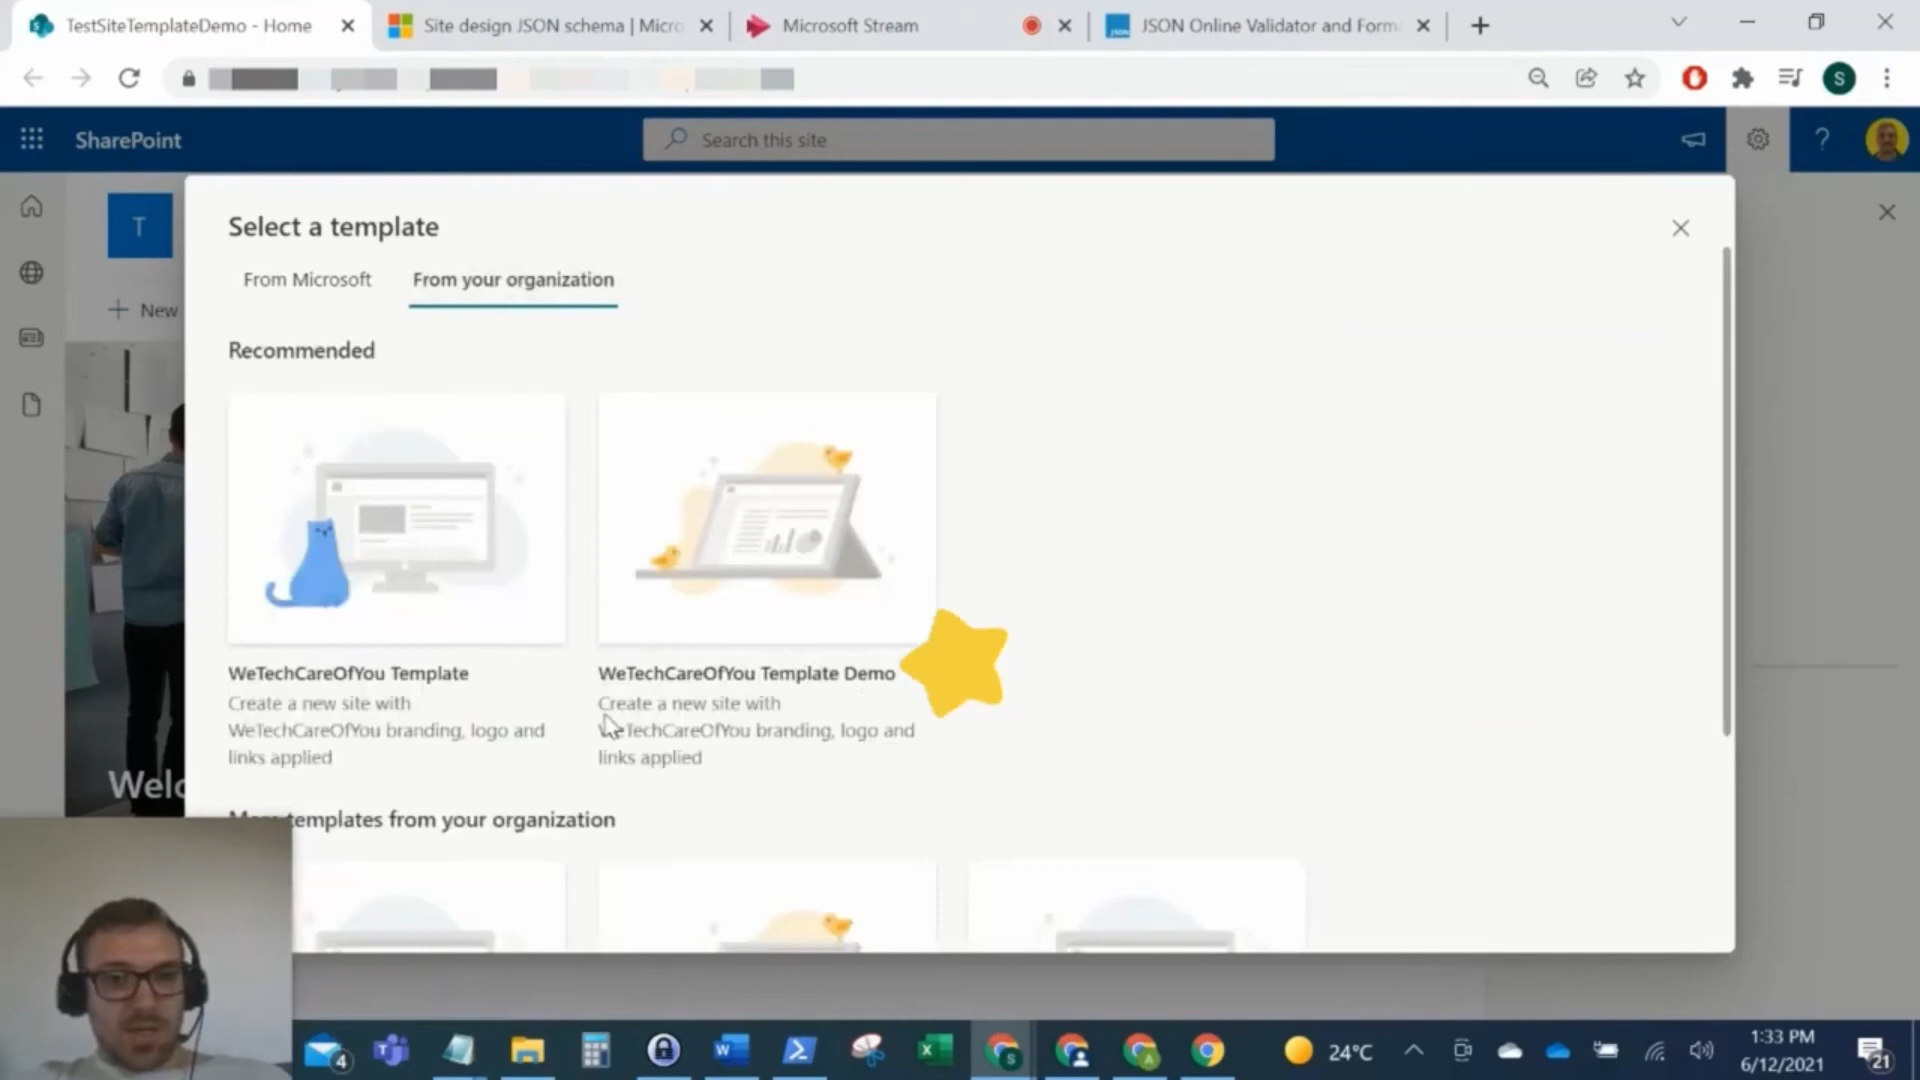 TestSiteTemplateDemo - Home
Site design JSON schema | Micro
Microsoft Stream
JSON Online Validator and Form
S
SharePoint
Search this site
?
T
Select a template
From Microsoft
From your organization
+ New
Recommended
WeTechCareOfYou Template
WeTechCareOfYou Template Demo
Create a new site with
WeTechCareOfYou branding, logo and
links applied
Create a new site with
WeTechCareOfYou branding, logo and
links applied
Welc
More templates from your organization
4
24°C
1:33 PM
6/12/2021
21